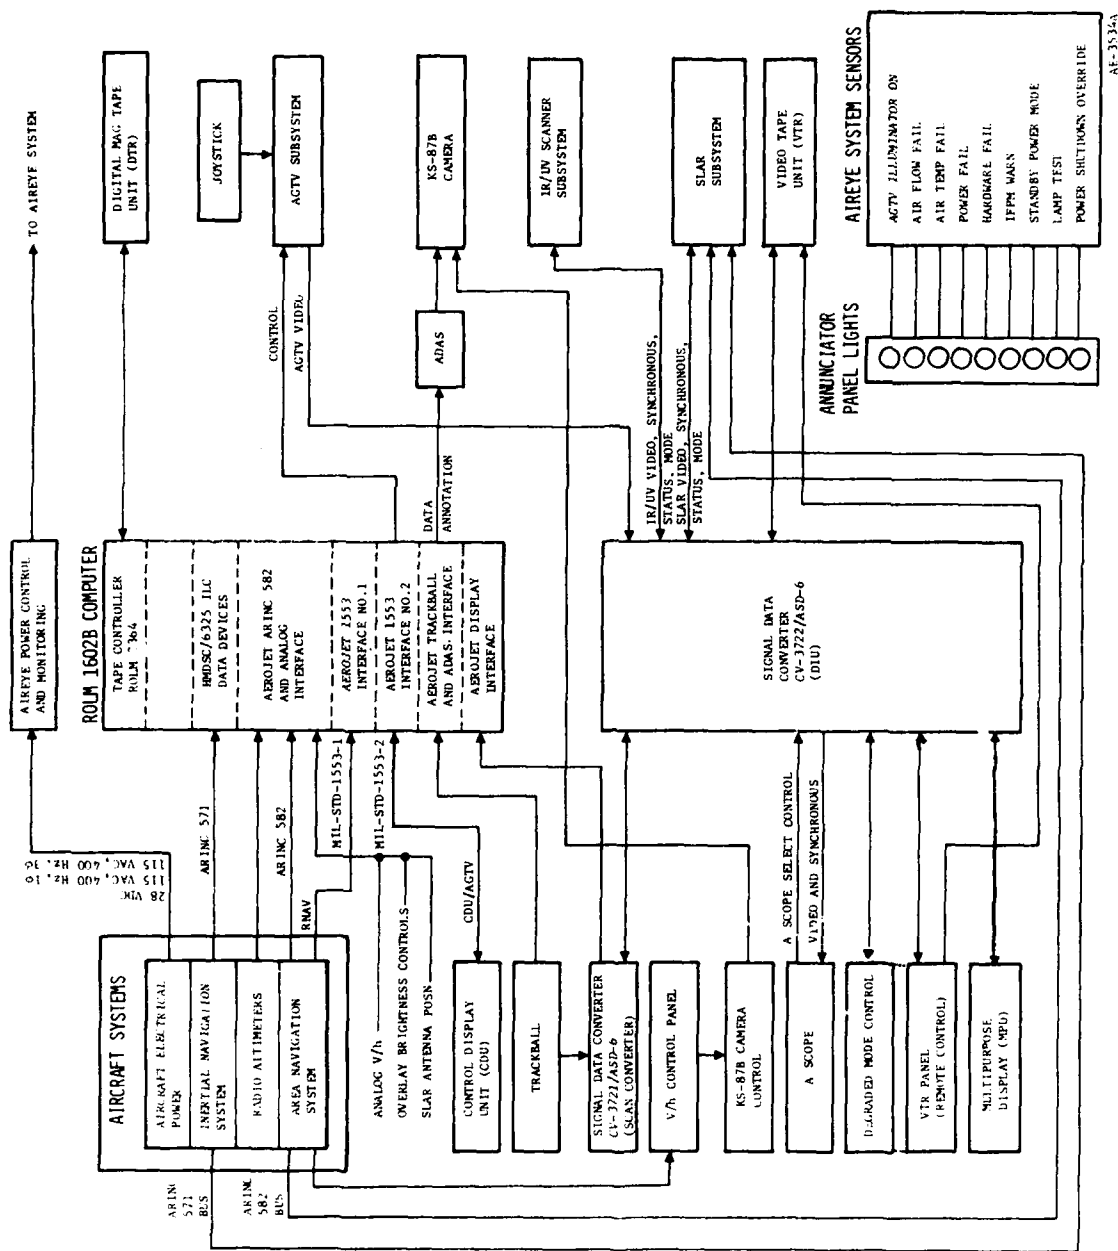 TO AIREYE SYSTEM
AIREYE POWER CONTROL
AND MONITORING
28 VDC
115 VAC, 400 Hz, 1Ø
115 VAC, 400 Hz, 3Ø
AIRCRAFT SYSTEMS
AIRCRAFT ELECTRICAL
POWER
INERTIAL NAVIGATION
SYSTEM
RADIO ALTIMETERS
AREA NAVIGATION
SYSTEM
ARINC
571
BUS
ARINC
582
BUS
ARINC 571
ARINC 582
RNAV
MIL-STD-1553-1
MIL-STD-1553-2
ANALOG V/h
OVERLAY BRIGHTNESS CONTROLS
SLAR ANTENNA POSN
CDU/AGTV
CONTROL DISPLAY
UNIT (CDU)
TRACKBALL
SIGNAL DATA CONVERTER
CV-3721/ASD-6
(SCAN CONVERTER)
V/h CONTROL PANEL
KS-87B CAMERA
CONTROL
A SCOPE
DEGRADED MODE CONTROL
VTR PANEL
(REMOTE CONTROL)
MULTIPURPOSE
DISPLAY (MPU)
A SCOPE SELECT CONTROL
VIDEO AND SYNCHRONOUS
ROLM 1602B COMPUTER
TAPE CONTROLLER
ROLM 3364
HMDSC/6325 ILC
DATA DEVICES
AEROJET ARINC 582
AND ANALOG
INTERFACE
AEROJET 1553
INTERFACE NO.1
AEROJET 1553
INTERFACE NO.2
AEROJET TRACKBALL
AND ADAS-INTERFACE
AEROJET DISPLAY
INTERFACE
SIGNAL DATA
CONVERTER
CV-3722/ASD-6
(DIU)
CONTROL
AGTV VIDEO
DATA
ANNOTATION
ADAS
IR/UV VIDEO, SYNCHRONOUS,
STATUS, MODE
SLAR VIDEO, SYNCHRONOUS,
STATUS, MODE
DIGITAL MAG TAPE
UNIT (DTR)
JOYSTICK
AGTV SUBSYSTEM
KS-87B
CAMERA
IR/UV SCANNER
SUBSYSTEM
SLAR
SUBSYSTEM
VIDEO TAPE
UNIT (VTR)
ANNUNCIATOR
PANEL LIGHTS
AIREYE SYSTEM SENSORS
AGTV ILLUMINATOR ON
AIR FLOW FAIL
AIR TEMP FAIL
POWER FAIL
HARDWARE FAIL
IFPM WARN
STANDBY POWER MODE
LAMP TEST
POWER SHUTDOWN OVERRIDE
AE-3534A